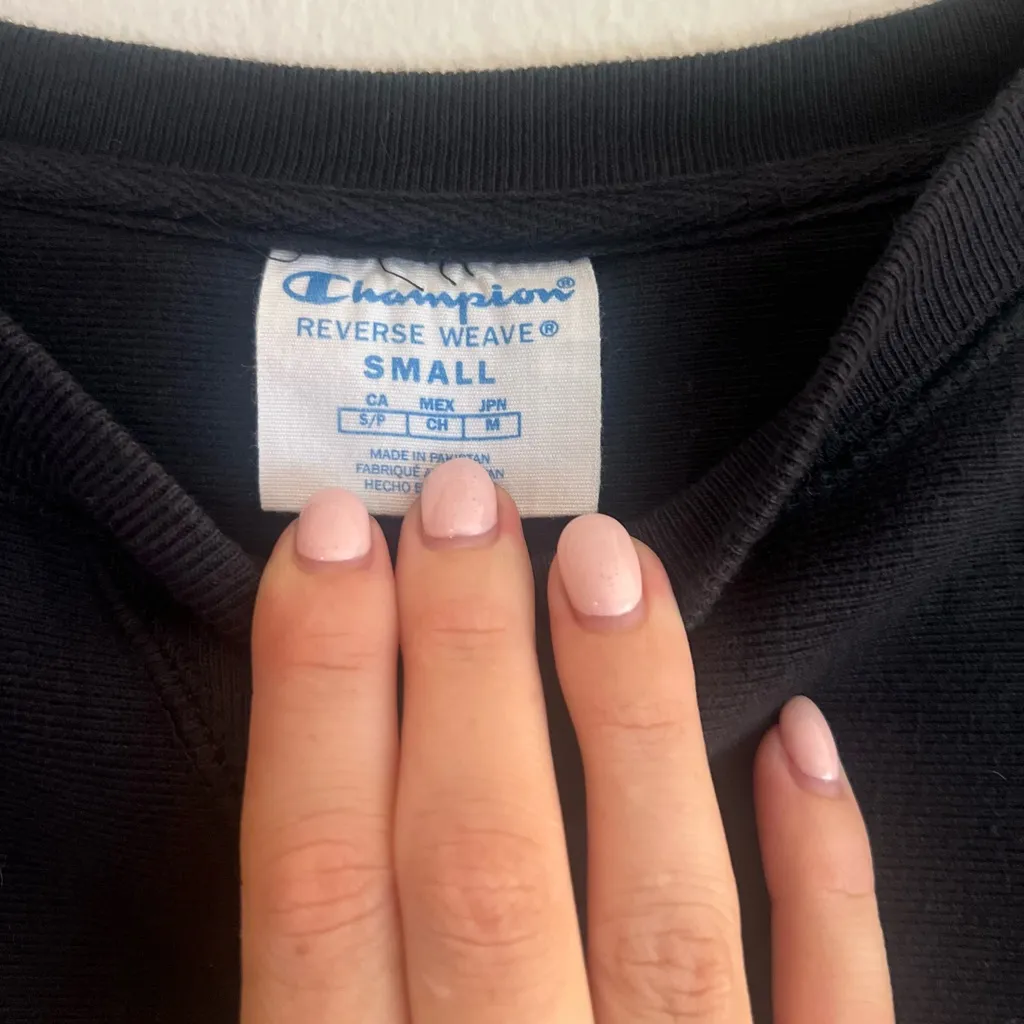 Champion®
REVERSE WEAVE®
SMALL
CA MEX JPN
S/P CH M
MADE IN PAKISTAN
FABRIQUÉ
HECHO